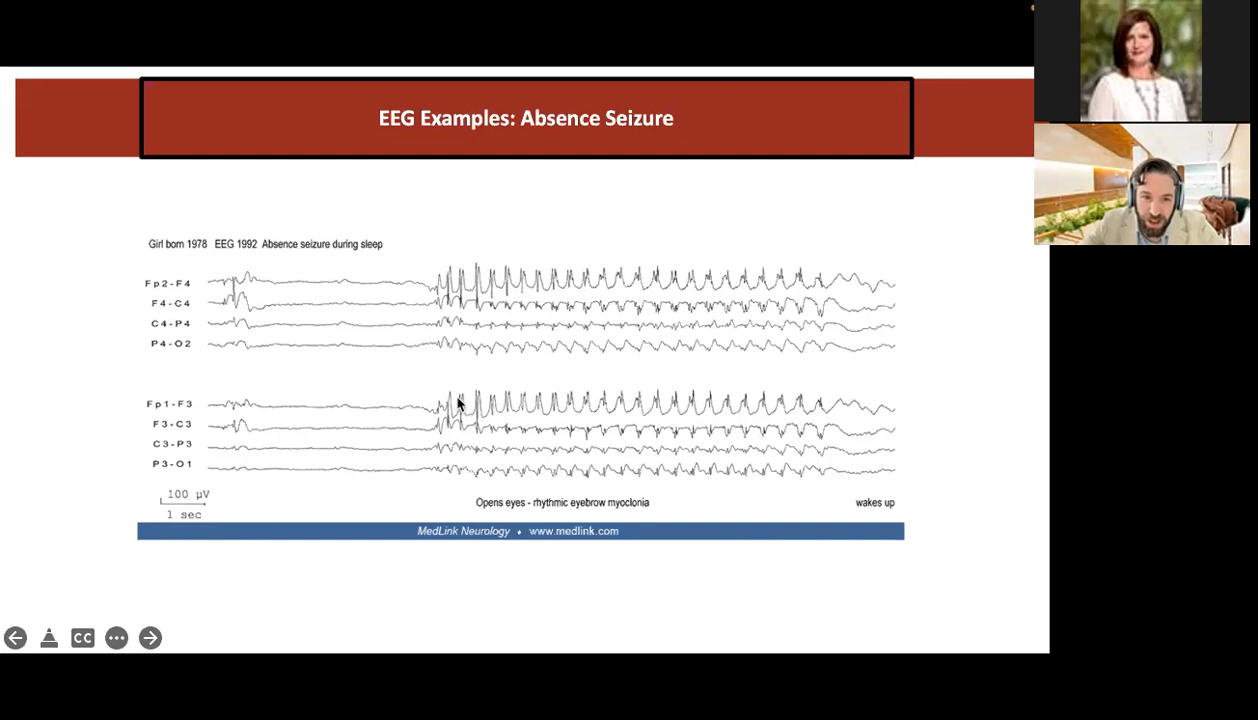 EEG Examples: Absence Seizure
Girl born 1978 EEG 1992 Absence seizure during sleep
Fp2-F4
F4-C4
C4-P4
P4-O2
Fp1-F3
F3-C3
C3-P3
P3-O1
100 µV
1 sec
Opens eyes - rhythmic eyebrow myoclonia wakes up
MedLink Neurology • www.medlink.com
CC